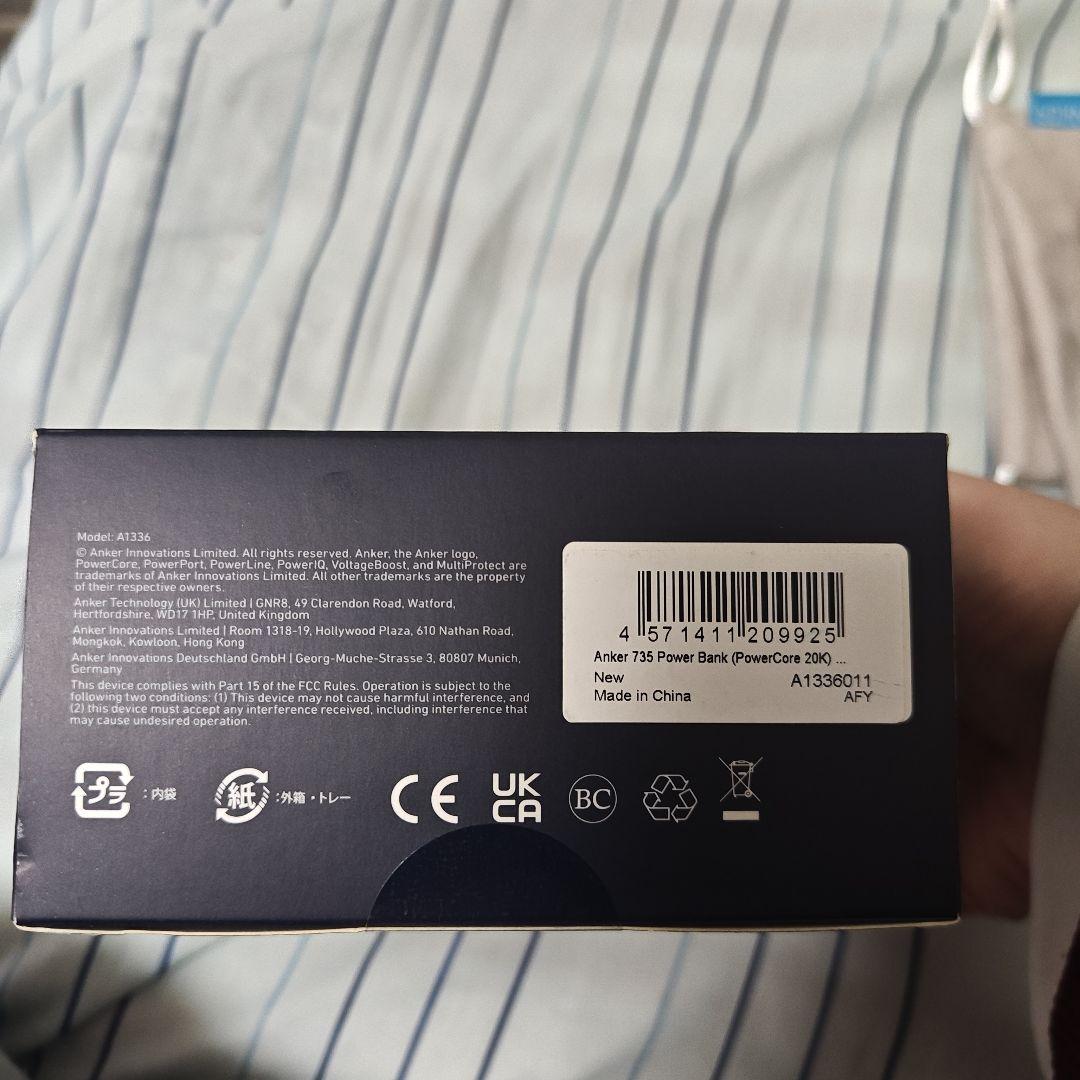 Model: A1336
© Anker Innovations Limited. All rights reserved. Anker, the Anker logo,
PowerCore, PowerPort, PowerLine, PowerIQ, VoltageBoost, and MultiProtect are
trademarks of Anker Innovations Limited. All other trademarks are the property
of their respective owners.
Anker Technology (UK) Limited | GNR8, 49 Clarendon Road, Watford,
Hertfordshire, WD17 1HP, United Kingdom
Anker Innovations Limited | Room 1318-19, Hollywood Plaza, 610 Nathan Road,
Mongkok, Kowloon, Hong Kong
Anker Innovations Deutschland GmbH | Georg-Muche-Strasse 3, 80807 Munich,
Germany
This device complies with Part 15 of the FCC Rules. Operation is subject to the
following two conditions: (1) This device may not cause harmful interference, and
(2) this device must accept any interference received, including interference that
may cause undesired operation.
4 571411 209925
Anker 735 Power Bank (PowerCore 20K) ...
New A1336011
Made in China AFY
プラ :内袋 紙 :外箱・トレー CE UK CA BC